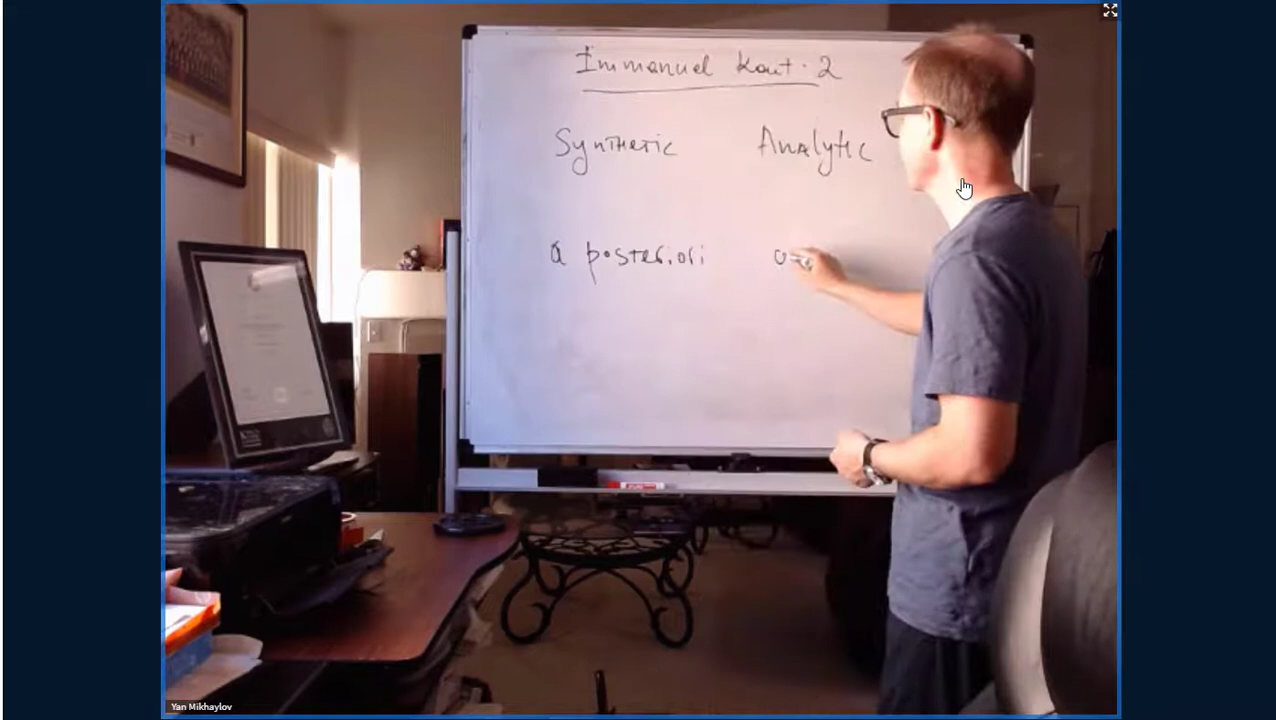 Immanuel Kant · 2
Synthetic Analytic
a posteriori a
Yan Mikhaylov